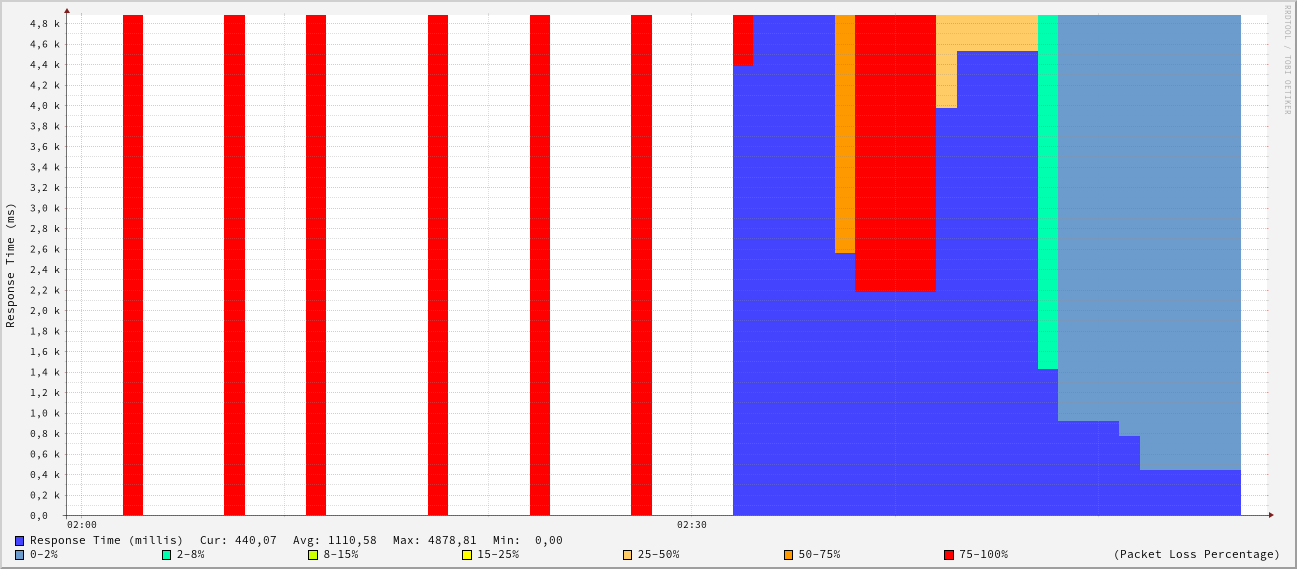 RRDTOOL / TOBI OETIKER
Response Time (ms)
4,8 k
4,6 k
4,4 k
4,2 k
4,0 k
3,8 k
3,6 k
3,4 k
3,2 k
3,0 k
2,8 k
2,6 k
2,4 k
2,2 k
2,0 k
1,8 k
1,6 k
1,4 k
1,2 k
1,0 k
0,8 k
0,6 k
0,4 k
0,2 k
0,0
02:00 02:30
Response Time (millis) Cur: 440,07 Avg: 1110,58 Max: 4878,81 Min: 0,00
0-2% 2-8% 8-15% 15-25% 25-50% 50-75% 75-100% (Packet Loss Percentage)